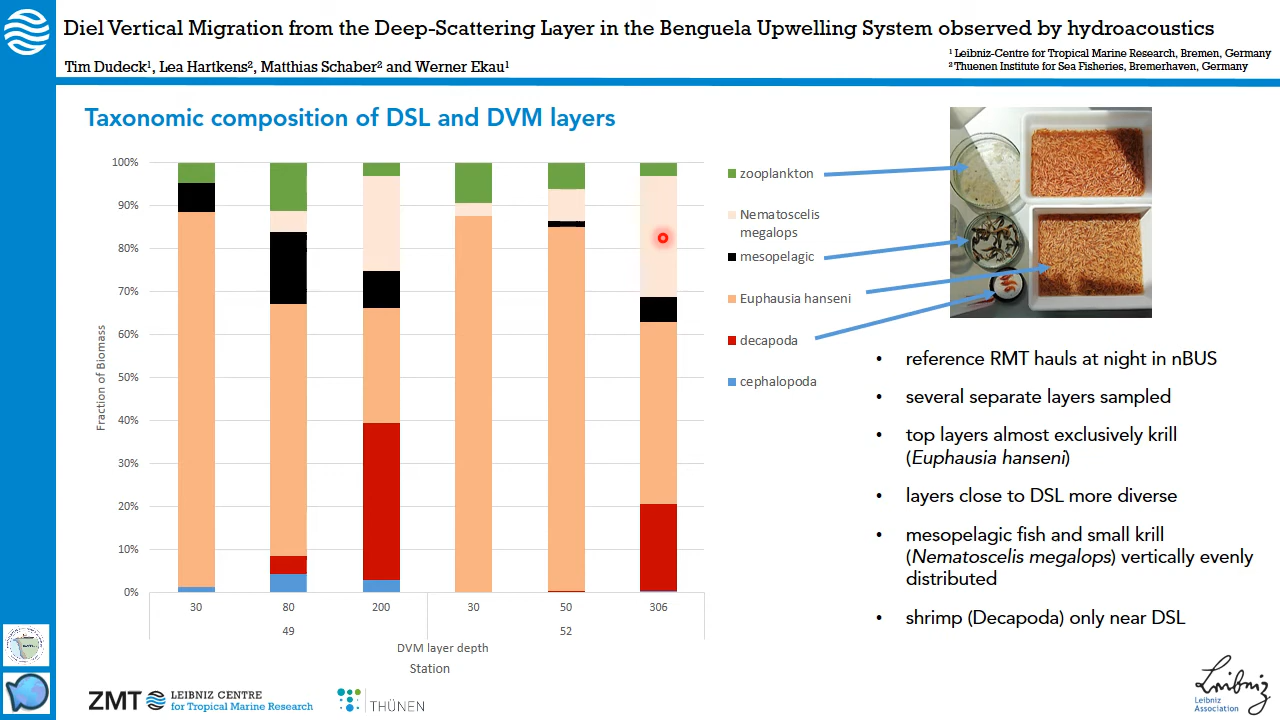 Diel Vertical Migration from the Deep-Scattering Layer in the Benguela Upwelling System observed by hydroacoustics
Tim Dudeck¹, Lea Hartkens², Matthias Schaber² and Werner Ekau¹
¹ Leibniz-Centre for Tropical Marine Research, Bremen, Germany
² Thuenen Institute for Sea Fisheries, Bremerhaven, Germany
Taxonomic composition of DSL and DVM layers
100%
90%
80%
70%
60%
50%
40%
30%
20%
10%
0%
Fraction of Biomass
30 80 200 30 50 306
49 52
DVM layer depth
Station
zooplankton
Nematoscelis
megalops
mesopelagic
Euphausia hanseni
decapoda
cephalopoda
• reference RMT hauls at night in nBUS
• several separate layers sampled
• top layers almost exclusively krill
(Euphausia hanseni)
• layers close to DSL more diverse
• mesopelagic fish and small krill
(Nematoscelis megalops) vertically evenly
distributed
• shrimp (Decapoda) only near DSL
ZMT LEIBNIZ CENTRE
for Tropical Marine Research
THÜNEN
Leibniz
Leibniz
Association